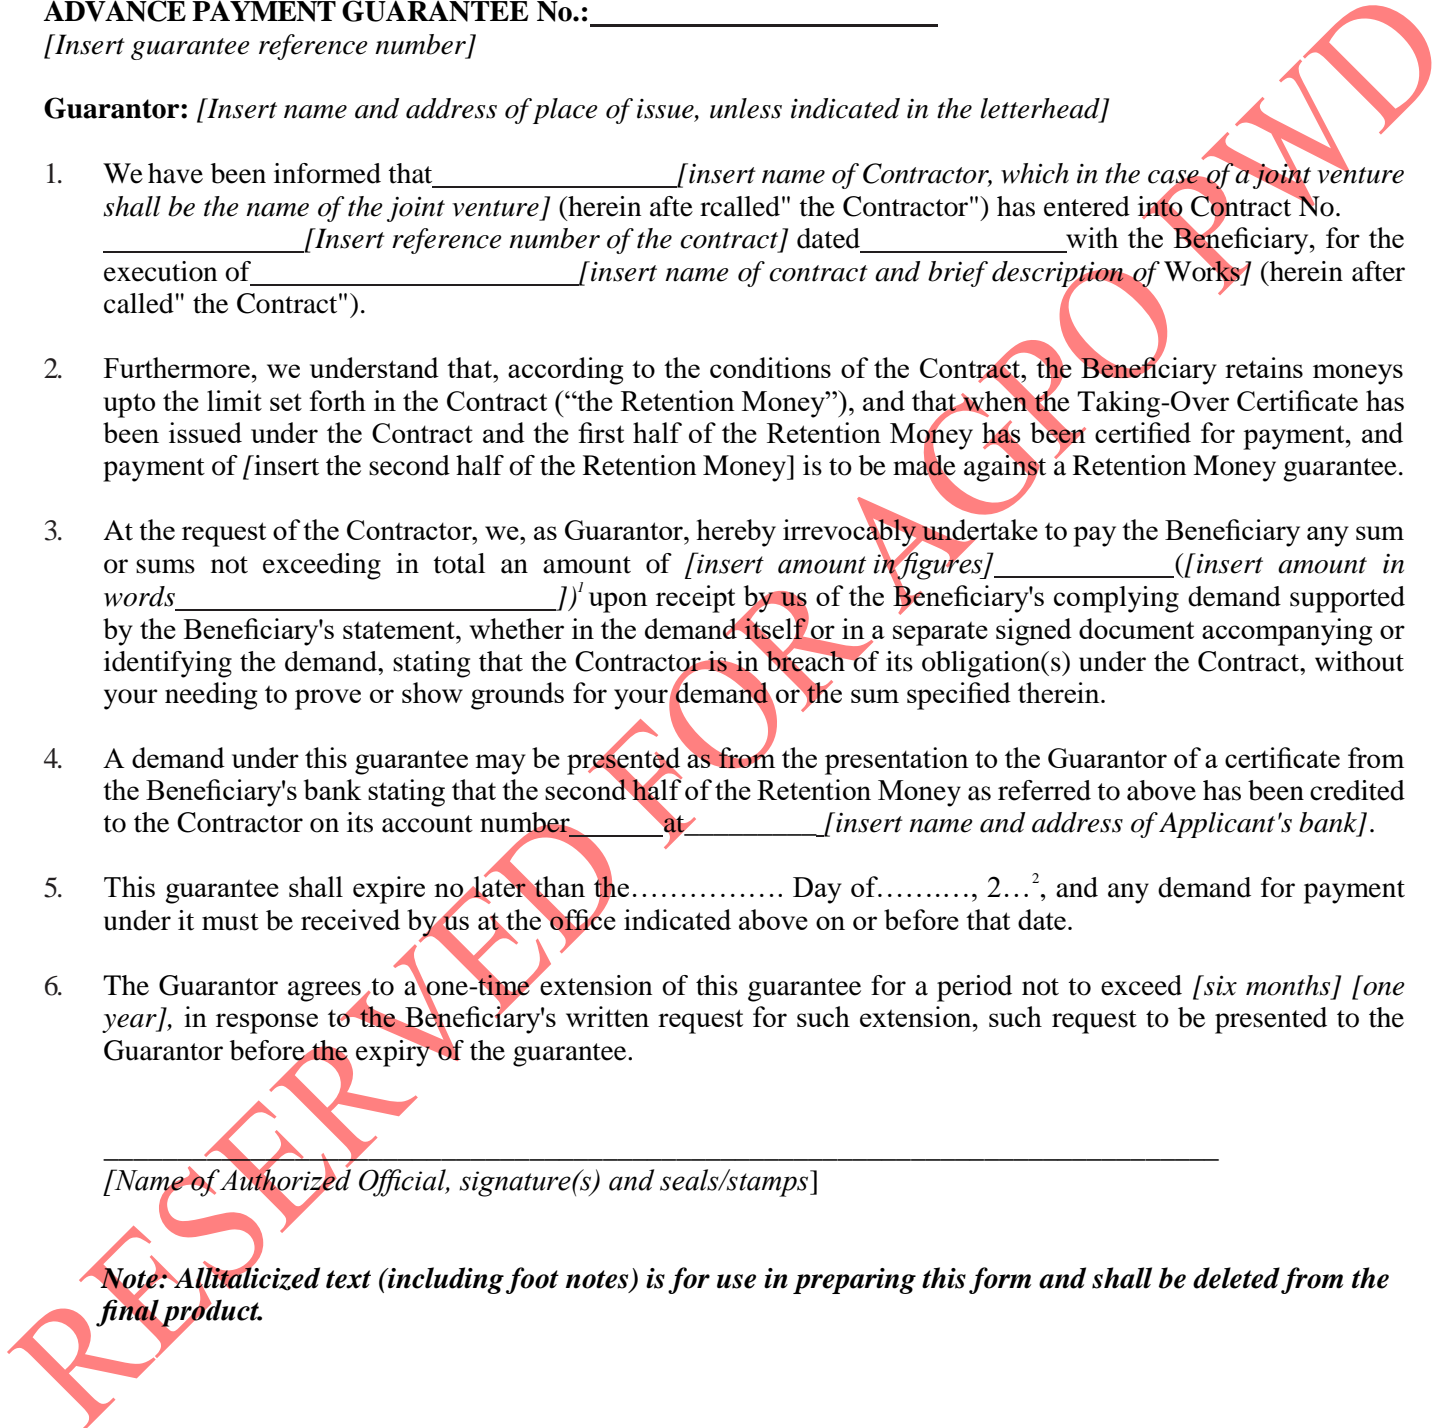 ADVANCE PAYMENT GUARANTEE No.:
[Insert guarantee reference number]
Guarantor: [Insert name and address of place of issue, unless indicated in the letterhead]
1. We have been informed that_________________[insert name of Contractor, which in the case of a joint venture
shall be the name of the joint venture] (herein afte rcalled" the Contractor") has entered into Contract No.
______________[Insert reference number of the contract] dated______________with the Beneficiary, for the
execution of_______________________[insert name of contract and brief description of Works] (herein after
called" the Contract").
2. Furthermore, we understand that, according to the conditions of the Contract, the Beneficiary retains moneys
upto the limit set forth in the Contract (“the Retention Money”), and that when the Taking-Over Certificate has
been issued under the Contract and the first half of the Retention Money has been certified for payment, and
payment of [insert the second half of the Retention Money] is to be made against a Retention Money guarantee.
3. At the request of the Contractor, we, as Guarantor, hereby irrevocably undertake to pay the Beneficiary any sum
or sums not exceeding in total an amount of [insert amount in figures]____________([insert amount in
words__________________________])1 upon receipt by us of the Beneficiary's complying demand supported
by the Beneficiary's statement, whether in the demand itself or in a separate signed document accompanying or
identifying the demand, stating that the Contractor is in breach of its obligation(s) under the Contract, without
your needing to prove or show grounds for your demand or the sum specified therein.
4. A demand under this guarantee may be presented as from the presentation to the Guarantor of a certificate from
the Beneficiary's bank stating that the second half of the Retention Money as referred to above has been credited
to the Contractor on its account number______at_________ [insert name and address of Applicant's bank].
5. This guarantee shall expire no later than the…………… Day of………., 2…2, and any demand for payment
under it must be received by us at the office indicated above on or before that date.
6. The Guarantor agrees to a one-time extension of this guarantee for a period not to exceed [six months] [one
year], in response to the Beneficiary's written request for such extension, such request to be presented to the
Guarantor before the expiry of the guarantee.
[Name of Authorized Official, signature(s) and seals/stamps]
Note: Allitalicized text (including foot notes) is for use in preparing this form and shall be deleted from the
final product.
RESERVED FOR AGPO PWD